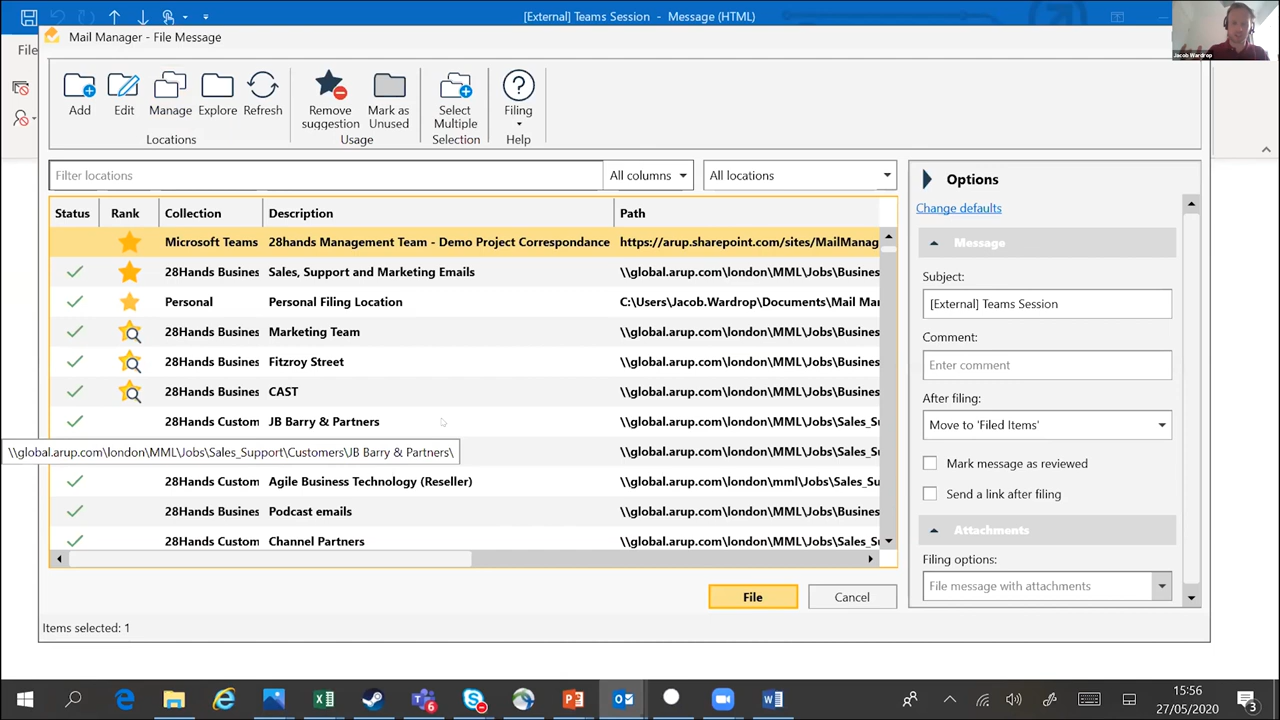 [External] Teams Session - Message (HTML)
Jacob Wardrop
Mail Manager - File Message
File
Add
Edit
Manage
Explore
Refresh
Locations
Remove suggestion
Mark as Unused
Usage
Select Multiple
Selection
Filing
Help
Filter locations
All columns
All locations
Status Rank Collection Description Path
Microsoft Teams 28hands Management Team - Demo Project Correspondance https://arup.sharepoint.com/sites/MailManag
28Hands Busines Sales, Support and Marketing Emails \\global.arup.com\london\MML\Jobs\Busines
Personal Personal Filing Location C:\Users\Jacob.Wardrop\Documents\Mail Mar
28Hands Busines Marketing Team \\global.arup.com\london\MML\Jobs\Busines
28Hands Busines Fitzroy Street \\global.arup.com\london\MML\Jobs\Busines
28Hands Busines CAST \\global.arup.com\london\MML\Jobs\Busines
28Hands Custom JB Barry & Partners \\global.arup.com\london\MML\Jobs\Sales_Su
\\global.arup.com\london\MML\Jobs\Sales_Support\Customers\JB Barry & Partners\
\\global.arup.com\london\MML\Jobs\Sales_Su
28Hands Custom Agile Business Technology (Reseller) \\global.arup.com\london\mml\Jobs\Sales_Su
28Hands Busines Podcast emails \\global.arup.com\london\MML\Jobs\Busines
28Hands Custom Channel Partners \\global.arup.com\london\MML\Jobs\Sales_Su
Options
Change defaults
Message
Subject:
[External] Teams Session
Comment:
Enter comment
After filing:
Move to 'Filed Items'
Mark message as reviewed
Send a link after filing
Attachments
Filing options:
File message with attachments
File
Cancel
Items selected: 1
6
15:56
27/05/2020
3